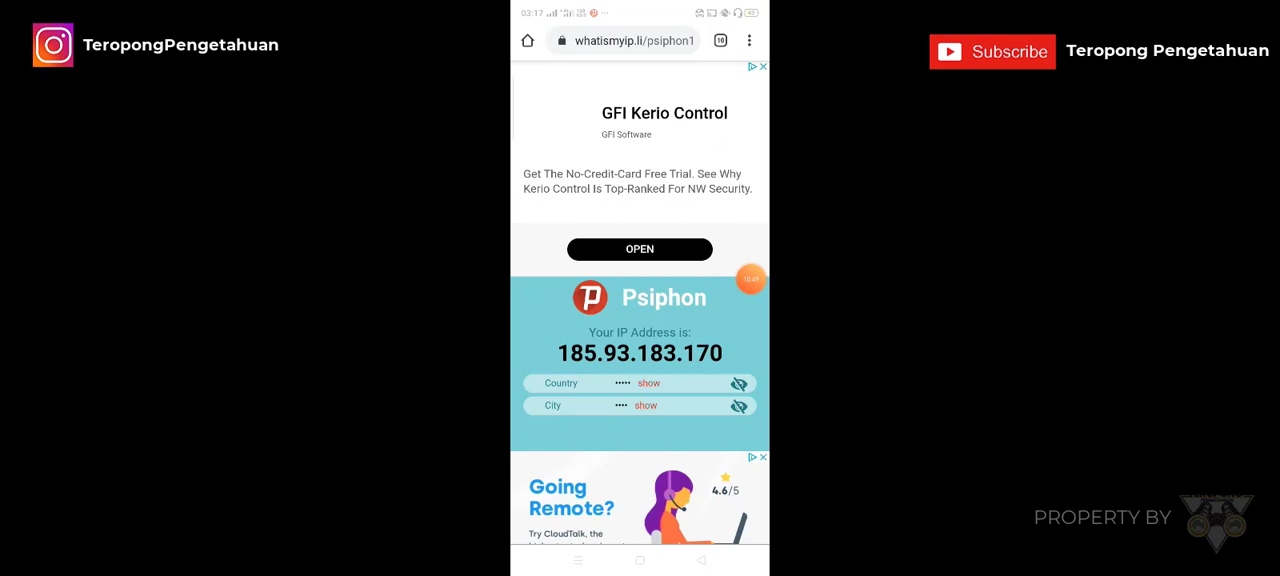 TeropongPengetahuan
Subscribe Teropong Pengetahuan
03:17
whatismyip.li/psiphon1
10
GFI Kerio Control
GFI Software
Get The No-Credit-Card Free Trial. See Why
Kerio Control Is Top-Ranked For NW Security.
OPEN
Psiphon
Your IP Address is:
185.93.183.170
Country ••••• show
City •••• show
Going
Remote?
4.6/5
Try CloudTalk, the
PROPERTY BY